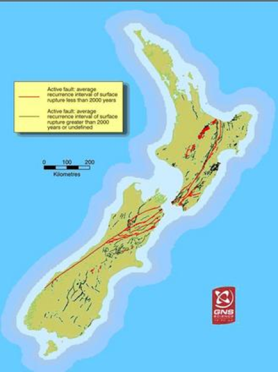 Active fault: average
recurrence interval of surface
rupture less than 2000 years
Active fault: average
recurrence interval of surface
rupture greater than 2000
years or undefined
0 100 200
Kilometres
GNS
SCIENCE